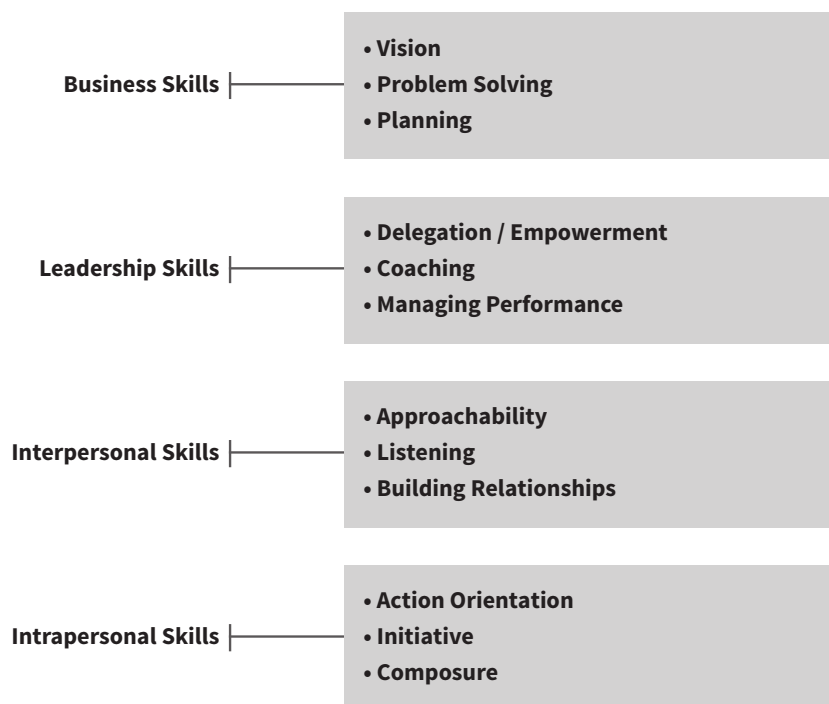 Business Skills
• Vision
• Problem Solving
• Planning
Leadership Skills
• Delegation / Empowerment
• Coaching
• Managing Performance
Interpersonal Skills
• Approachability
• Listening
• Building Relationships
Intrapersonal Skills
• Action Orientation
• Initiative
• Composure